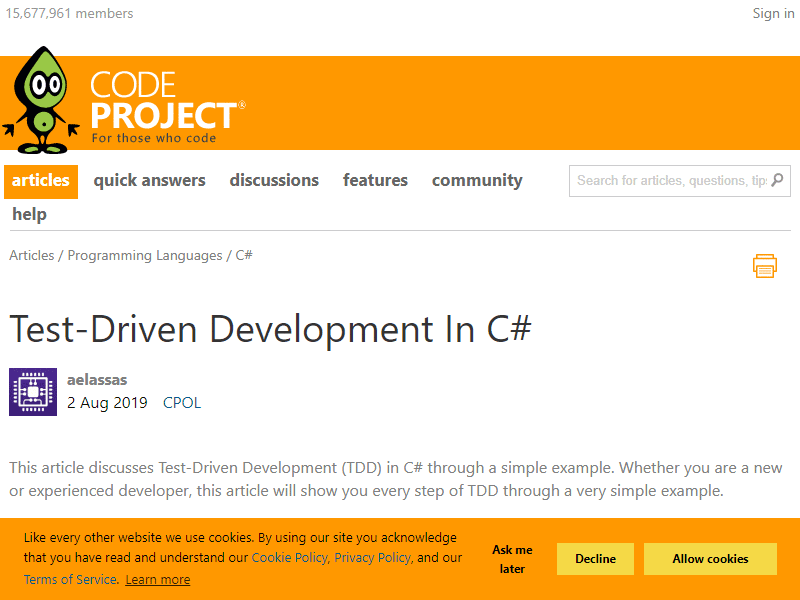 15,677,961 members
Sign in
CODE
PROJECT®
For those who code
articles quick answers discussions features community
Search for articles, questions, tips
help
Articles / Programming Languages / C#
Test-Driven Development In C#
aelassas
2 Aug 2019 CPOL
This article discusses Test-Driven Development (TDD) in C# through a simple example. Whether you are a new
or experienced developer, this article will show you every step of TDD through a very simple example.
Like every other website we use cookies. By using our site you acknowledge
that you have read and understand our Cookie Policy, Privacy Policy, and our
Terms of Service. Learn more
Ask me
later
Decline
Allow cookies